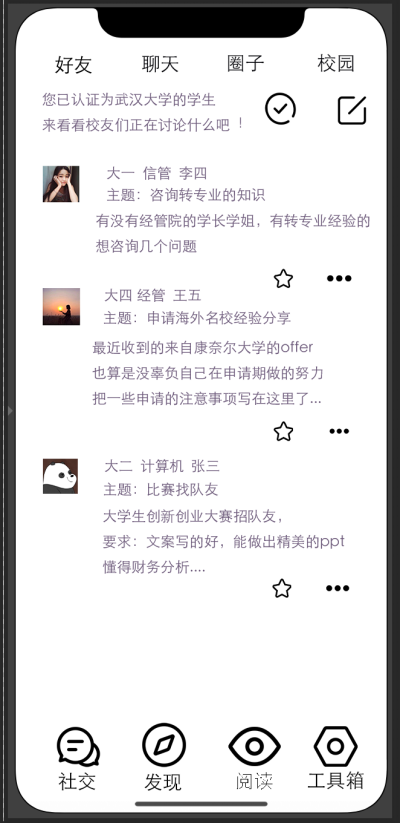 好友 聊天 圈子 校园
您已认证为武汉大学的学生
来看看校友们正在讨论什么吧 ！
大一 信管 李四
主题：咨询转专业的知识
有没有经管院的学长学姐，有转专业经验的
想咨询几个问题
大四 经管 王五
主题：申请海外名校经验分享
最近收到的来自康奈尔大学的offer
也算是没辜负自己在申请期做的努力
把一些申请的注意事项写在这里了...
大二 计算机 张三
主题：比赛找队友
大学生创新创业大赛招队友，
要求：文案写的好，能做出精美的ppt
懂得财务分析....
社交 发现 阅读 工具箱